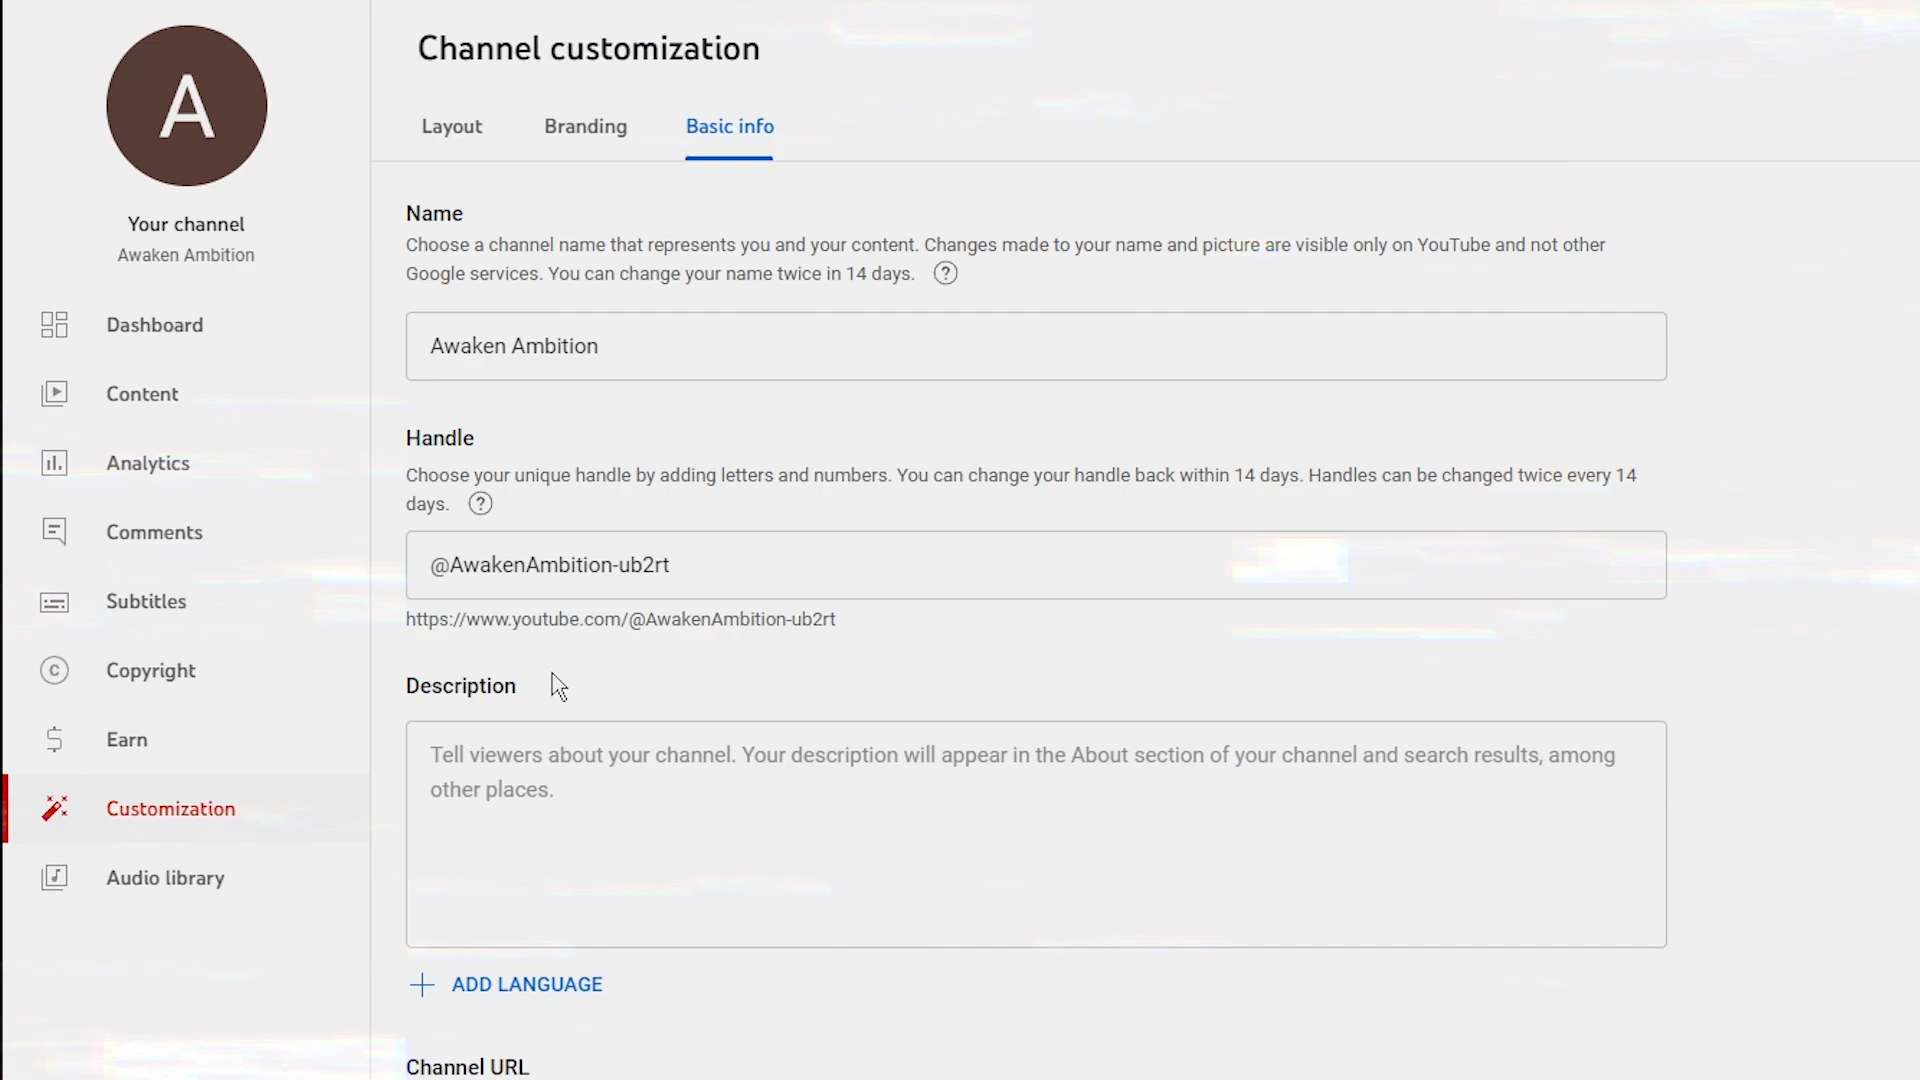 A
Your channel
Awaken Ambition
Dashboard
Content
Analytics
Comments
Subtitles
Copyright
Earn
Customization
Audio library
Channel customization
Layout
Branding
Basic info
Name
Choose a channel name that represents you and your content. Changes made to your name and picture are visible only on YouTube and not other
Google services. You can change your name twice in 14 days. ?
Awaken Ambition
Handle
Choose your unique handle by adding letters and numbers. You can change your handle back within 14 days. Handles can be changed twice every 14
days. ?
@AwakenAmbition-ub2rt
https://www.youtube.com/@AwakenAmbition-ub2rt
Description
Tell viewers about your channel. Your description will appear in the About section of your channel and search results, among
other places.
+ ADD LANGUAGE
Channel URL